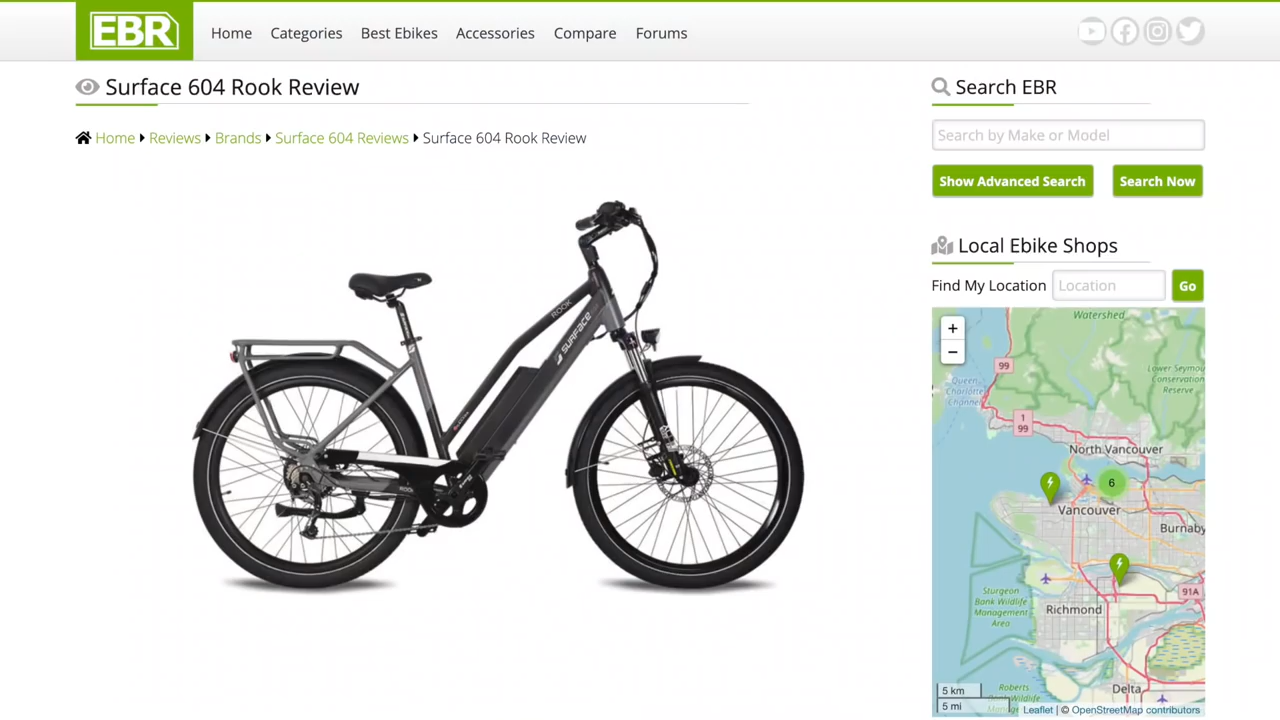 EBR
Home Categories Best Ebikes Accessories Compare Forums
Surface 604 Rook Review
Home Reviews Brands Surface 604 Reviews Surface 604 Rook Review
ROOK
SURFACE
Search EBR
Search by Make or Model
Show Advanced Search Search Now
Local Ebike Shops
Find My Location Location Go
+
−
Watershed
99
Queen
Charlotte
Channel
Lower Seymour
Conservation
Reserve
1
99
North Vancouver
6
Vancouver
Burnaby
91A
Sturgeon
Bank Wildlife
Management
Area
Richmond
Roberts
Bank Wildlife
Delta
5 km
5 mi
Leaflet | © OpenStreetMap contributors